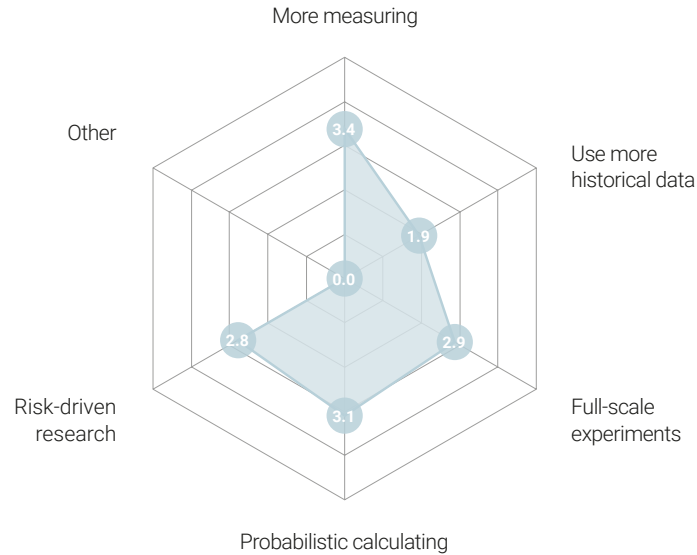 More measuring
Other
Use more
historical data
3.4
1.9
0.0
2.8
2.9
3.1
Risk-driven
research
Full-scale
experiments
Probabilistic calculating